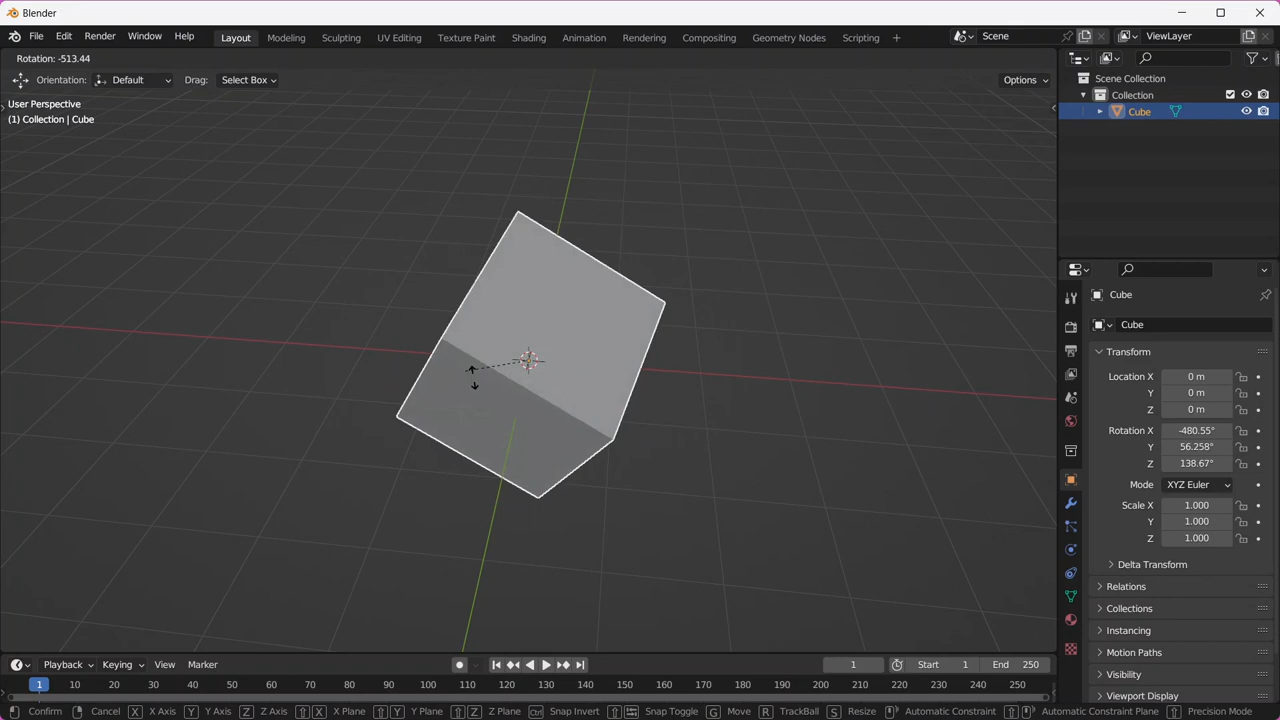 Blender
File Edit Render Window Help Layout Modeling Sculpting UV Editing Texture Paint Shading Animation Rendering Compositing Geometry Nodes Scripting + Scene ViewLayer
Rotation: -513.44
Orientation: Default Drag: Select Box Options
User Perspective
(1) Collection | Cube
Scene Collection
Collection
Cube
Cube
Cube
Transform
Location X 0 m
Y 0 m
Z 0 m
Rotation X -480.55°
Y 56.258°
Z 138.67°
Mode XYZ Euler
Scale X 1.000
Y 1.000
Z 1.000
Delta Transform
Relations
Collections
Instancing
Motion Paths
Visibility
Viewport Display
Playback Keying View Marker 1 Start 1 End 250
1 10 20 30 40 50 60 70 80 90 100 110 120 130 140 150 160 170 180 190 200 210 220 230 240 250
Confirm Cancel X X Axis Y Y Axis Z Z Axis X X Plane Y Y Plane Z Z Plane Ctrl Snap Invert Snap Toggle G Move R TrackBall S Resize Automatic Constraint Automatic Constraint Plane Precision Mode